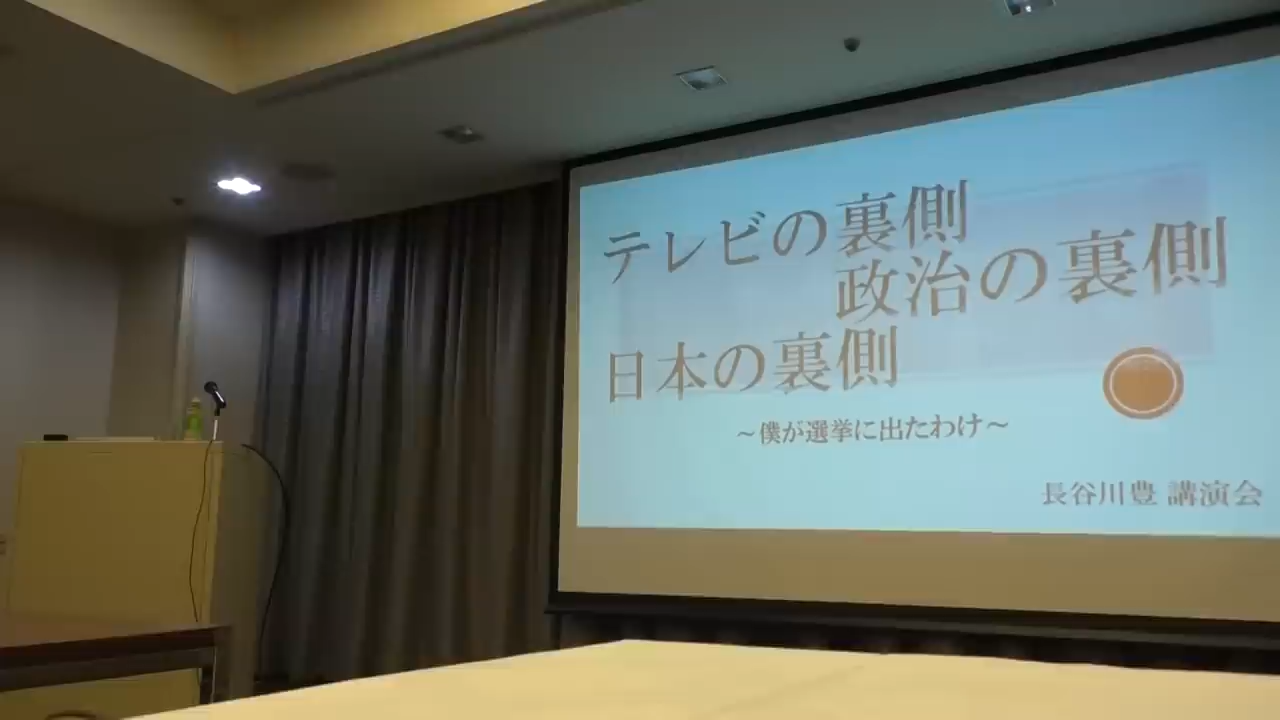 テレビの裏側
政治の裏側
日本の裏側
～僕が選挙に出たわけ～
長谷川豊 講演会